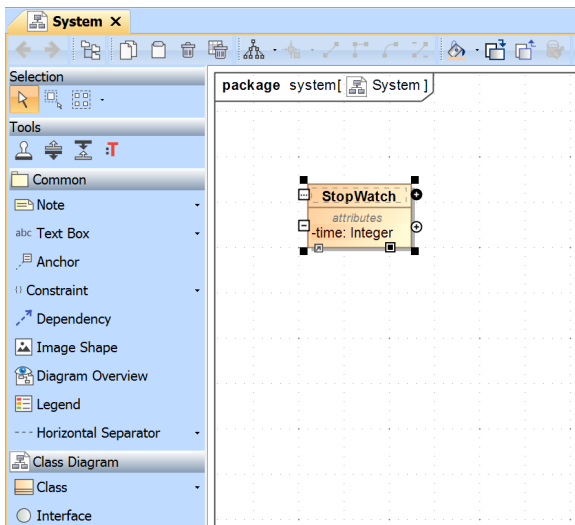 System
Selection
Tools
T
Common
Note
abc Text Box
Anchor
{} Constraint
Dependency
Image Shape
Diagram Overview
Legend
Horizontal Separator
Class Diagram
Class
Interface
package system[ System ]
StopWatch
attributes
-time: Integer